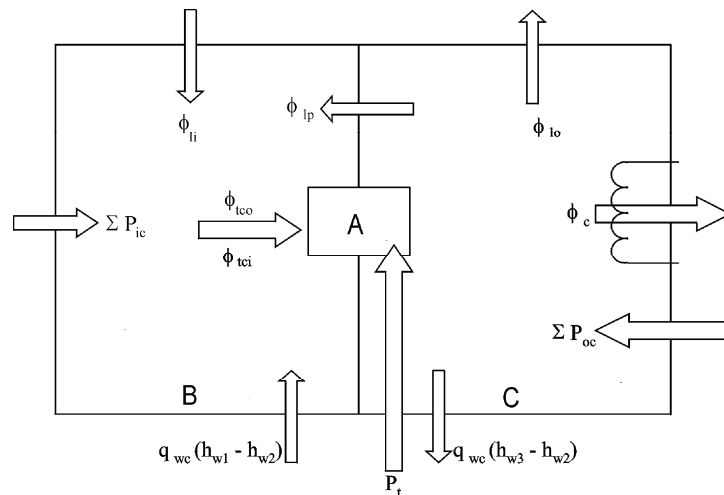 ϕ li
ϕ lp
ϕ lo
Σ P ic
ϕ tco
ϕ tci
A
ϕ c
Σ P oc
B
C
q wc (h w1 - h w2)
P t
q wc (h w3 - h w2)